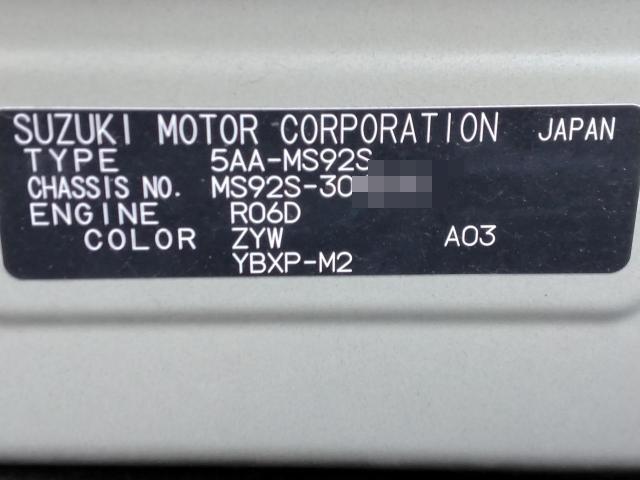 SUZUKI MOTOR CORPORATION JAPAN
TYPE 5AA-MS92S
CHASSIS NO. MS92S-30
ENGINE R06D
COLOR ZYW A03
YBXP-M2